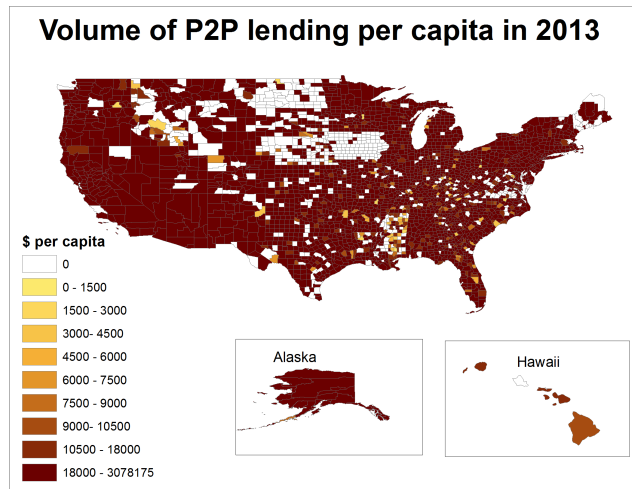 Volume of P2P lending per capita in 2013
$ per capita
0
0 - 1500
1500 - 3000
3000- 4500
4500 - 6000
6000 - 7500
7500 - 9000
9000- 10500
10500 - 18000
18000 - 3078175
Alaska
Hawaii